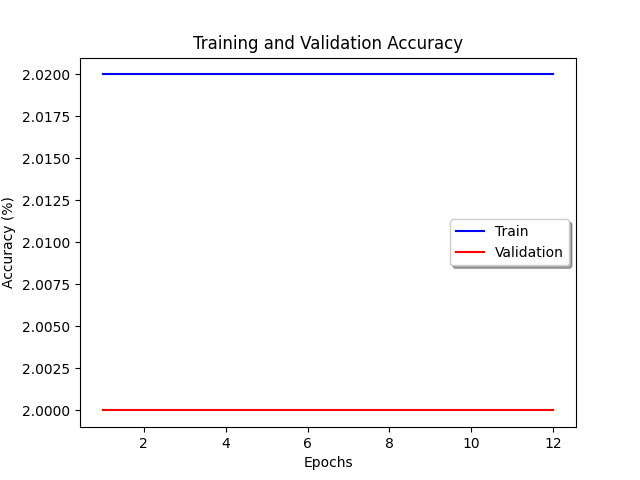 Training and Validation Accuracy
2.0200
2.0175
2.0150
2.0125
2.0100
2.0075
2.0050
2.0025
2.0000
Accuracy (%)
Train
Validation
2 4 6 8 10 12
Epochs